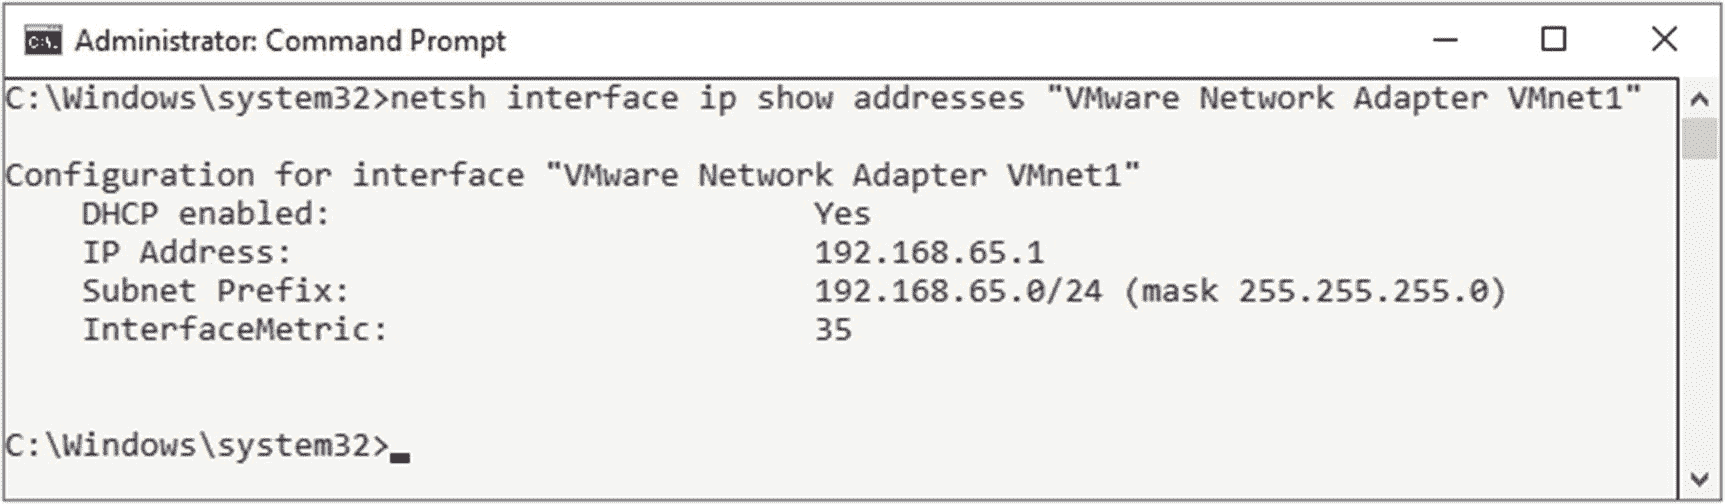 Administrator: Command Prompt
C:\Windows\system32>netsh interface ip show addresses "VMware Network Adapter VMnet1"
Configuration for interface "VMware Network Adapter VMnet1"
DHCP enabled: Yes
IP Address: 192.168.65.1
Subnet Prefix: 192.168.65.0/24 (mask 255.255.255.0)
InterfaceMetric: 35
C:\Windows\system32>